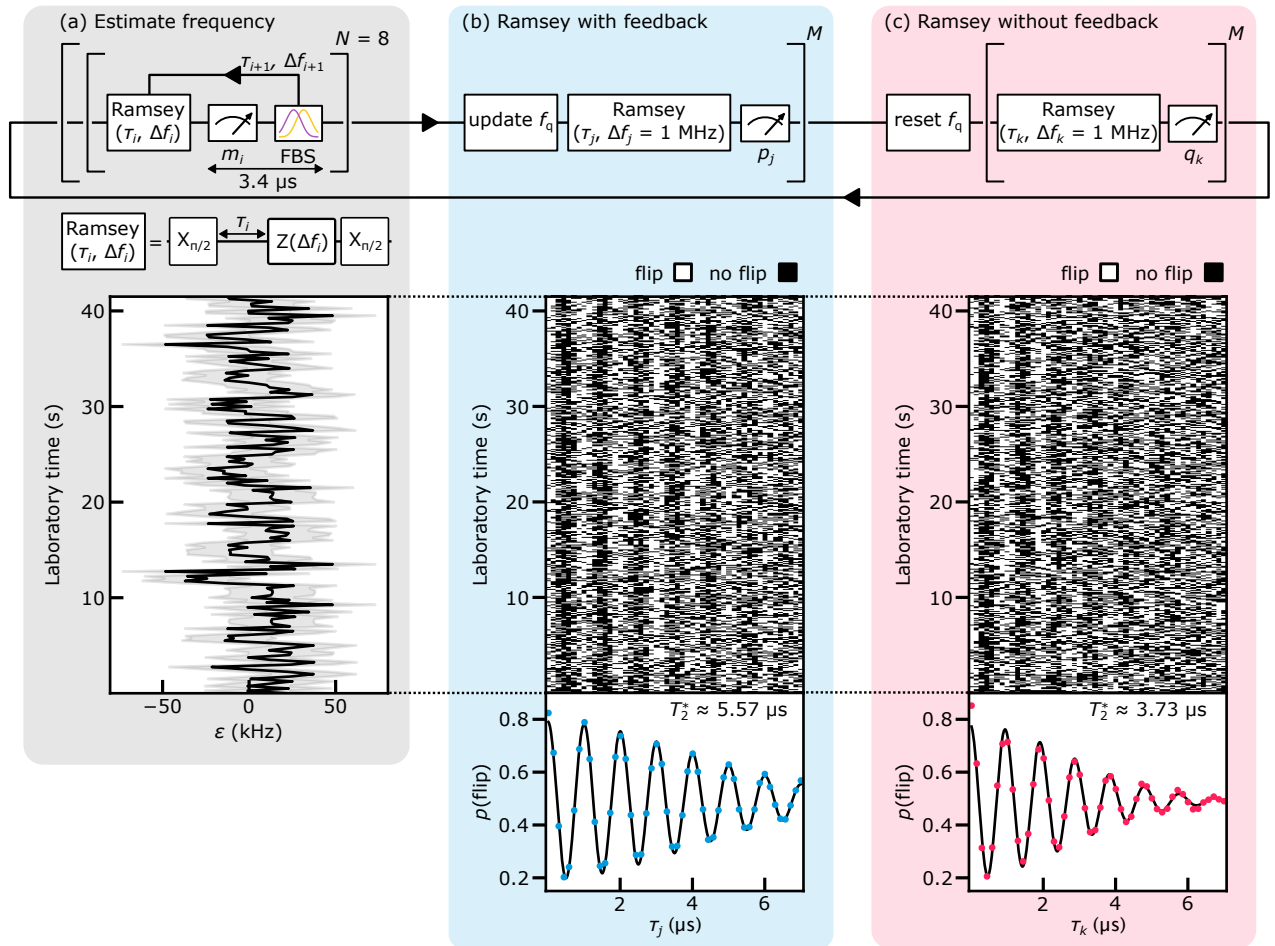 (a) Estimate frequency
N = 8
τᵢ₊₁, Δfᵢ₊₁
Ramsey
(τᵢ, Δfᵢ)
mᵢ
FBS
3.4 μs
Ramsey
(τᵢ, Δfᵢ)
=
X_π/2
τᵢ
Z(Δfᵢ)
X_π/2
(b) Ramsey with feedback
M
update f_q
Ramsey
(τⱼ, Δfⱼ = 1 MHz)
pⱼ
(c) Ramsey without feedback
M
reset f_q
Ramsey
(τₖ, Δfₖ = 1 MHz)
qₖ
flip
no flip
flip
no flip
Laboratory time (s)
40
30
20
10
−50
0
50
ε (kHz)
Laboratory time (s)
40
30
20
10
T₂* ≈ 5.57 μs
p(flip)
0.8
0.6
0.4
0.2
2
4
6
τⱼ (μs)
Laboratory time (s)
40
30
20
10
T₂* ≈ 3.73 μs
p(flip)
0.8
0.6
0.4
0.2
2
4
6
τₖ (μs)